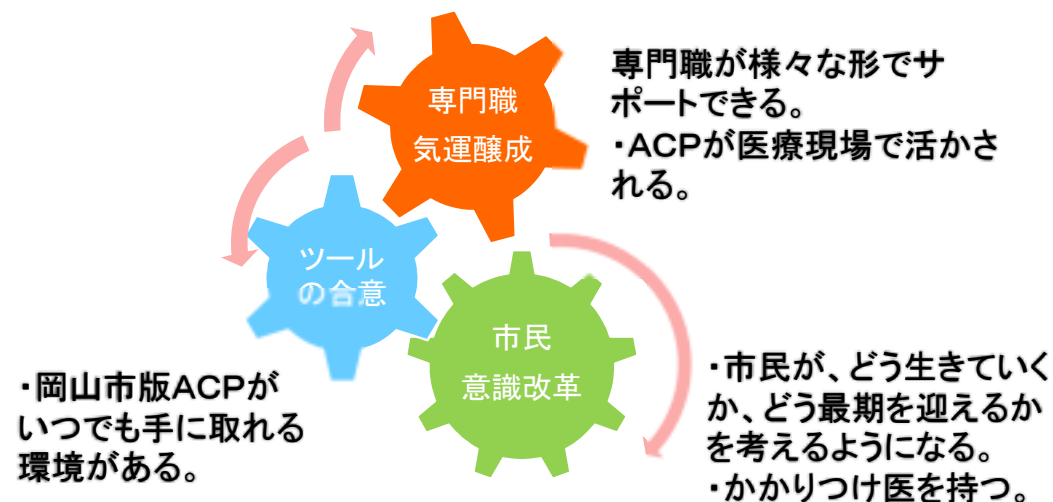 専門職
気運醸成
専門職が様々な形でサ
ポートできる。
・ACPが医療現場で活かさ
れる。
ツール
の合意
・岡山市版ACPが
いつでも手に取れる
環境がある。
市民
意識改革
・市民が、どう生きていく
か、どう最期を迎えるか
を考えるようになる。
・かかりつけ医を持つ。